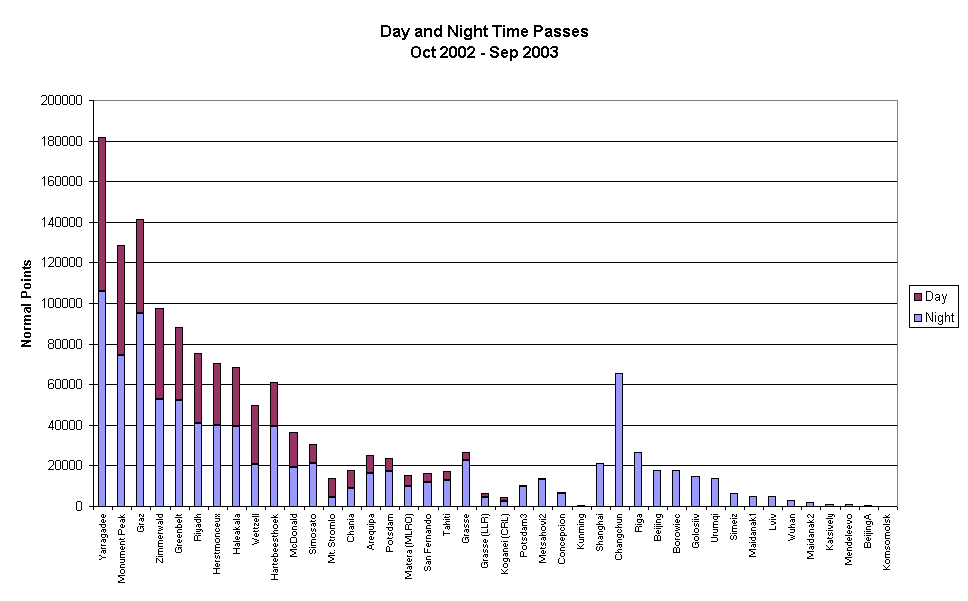 Day and Night Time Passes
Oct 2002 - Sep 2003
Normal Points
200000
180000
160000
140000
120000
100000
80000
60000
40000
20000
0
Yarragadee
Monument Peak
Graz
Zimmerwald
Greenbelt
Riyadh
Herstmonceux
Haleakala
Wettzell
Hartebeesthoek
McDonald
Simosato
Mt. Stromlo
Chania
Arequipa
Potsdam
Matera (MLRO)
San Fernando
Tahiti
Grasse
Grasse (LLR)
Koganei (CRL)
Potsdam3
Metsahovi2
Concepcion
Kunming
Shanghai
Changchun
Riga
Beijing
Borowiec
Golosiiv
Urumqi
Simeiz
Maidanak1
Lviv
Wuhan
Maidanak2
Katsively
Mendeleevo
BeijingA
Komsomolsk
Day
Night